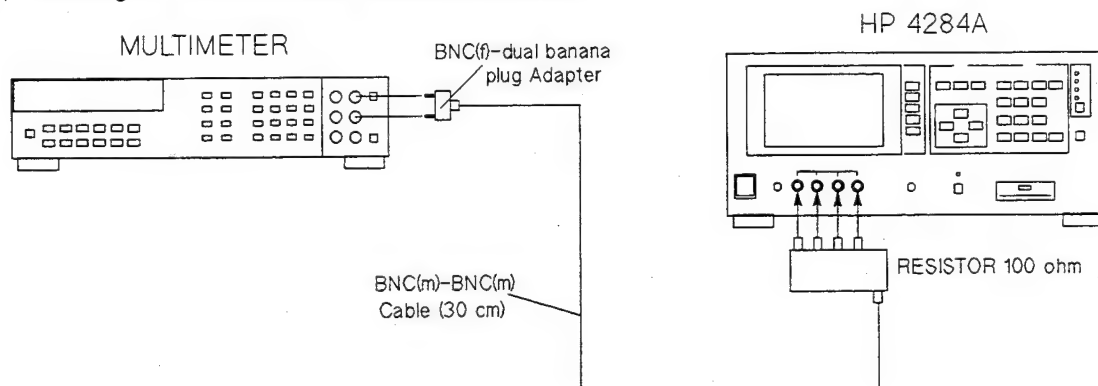 HP 4284A
MULTIMETER
BNC(f)-dual banana
plug Adapter
RESISTOR 100 ohm
BNC(m)-BNC(m)
Cable (30 cm)